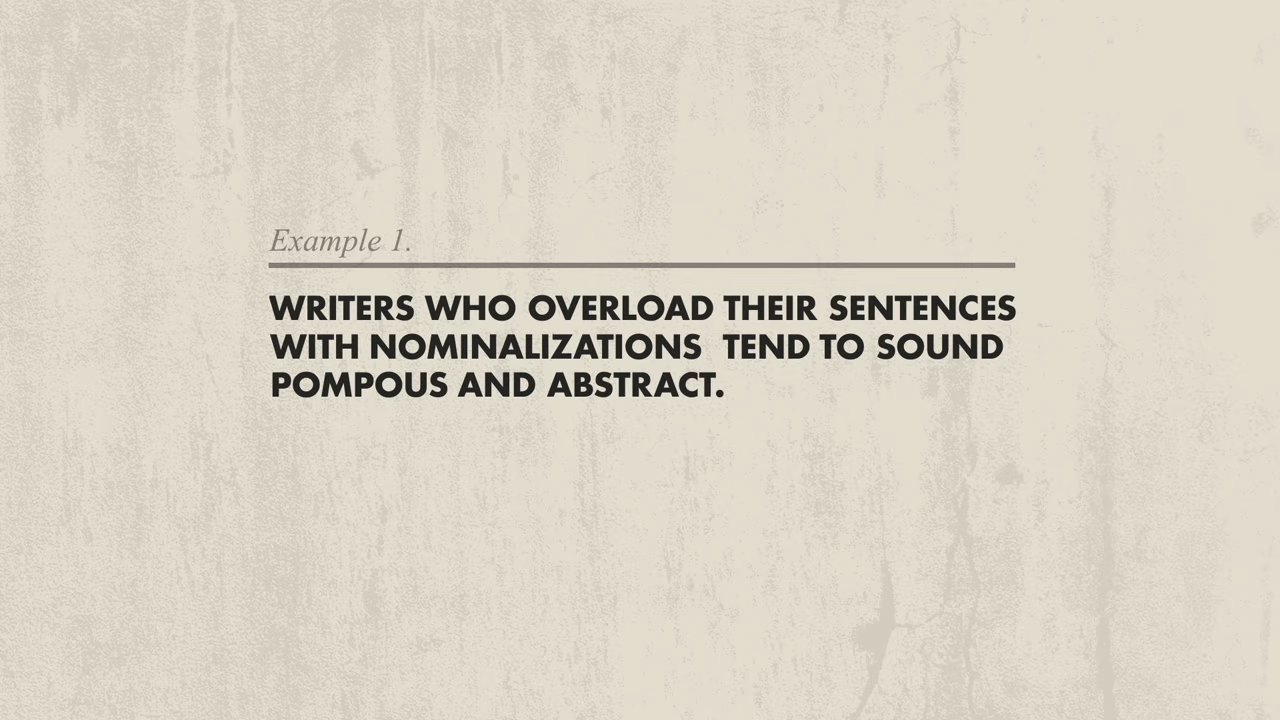 Example 1.
WRITERS WHO OVERLOAD THEIR SENTENCES
WITH NOMINALIZATIONS  TEND TO SOUND
POMPOUS AND ABSTRACT.